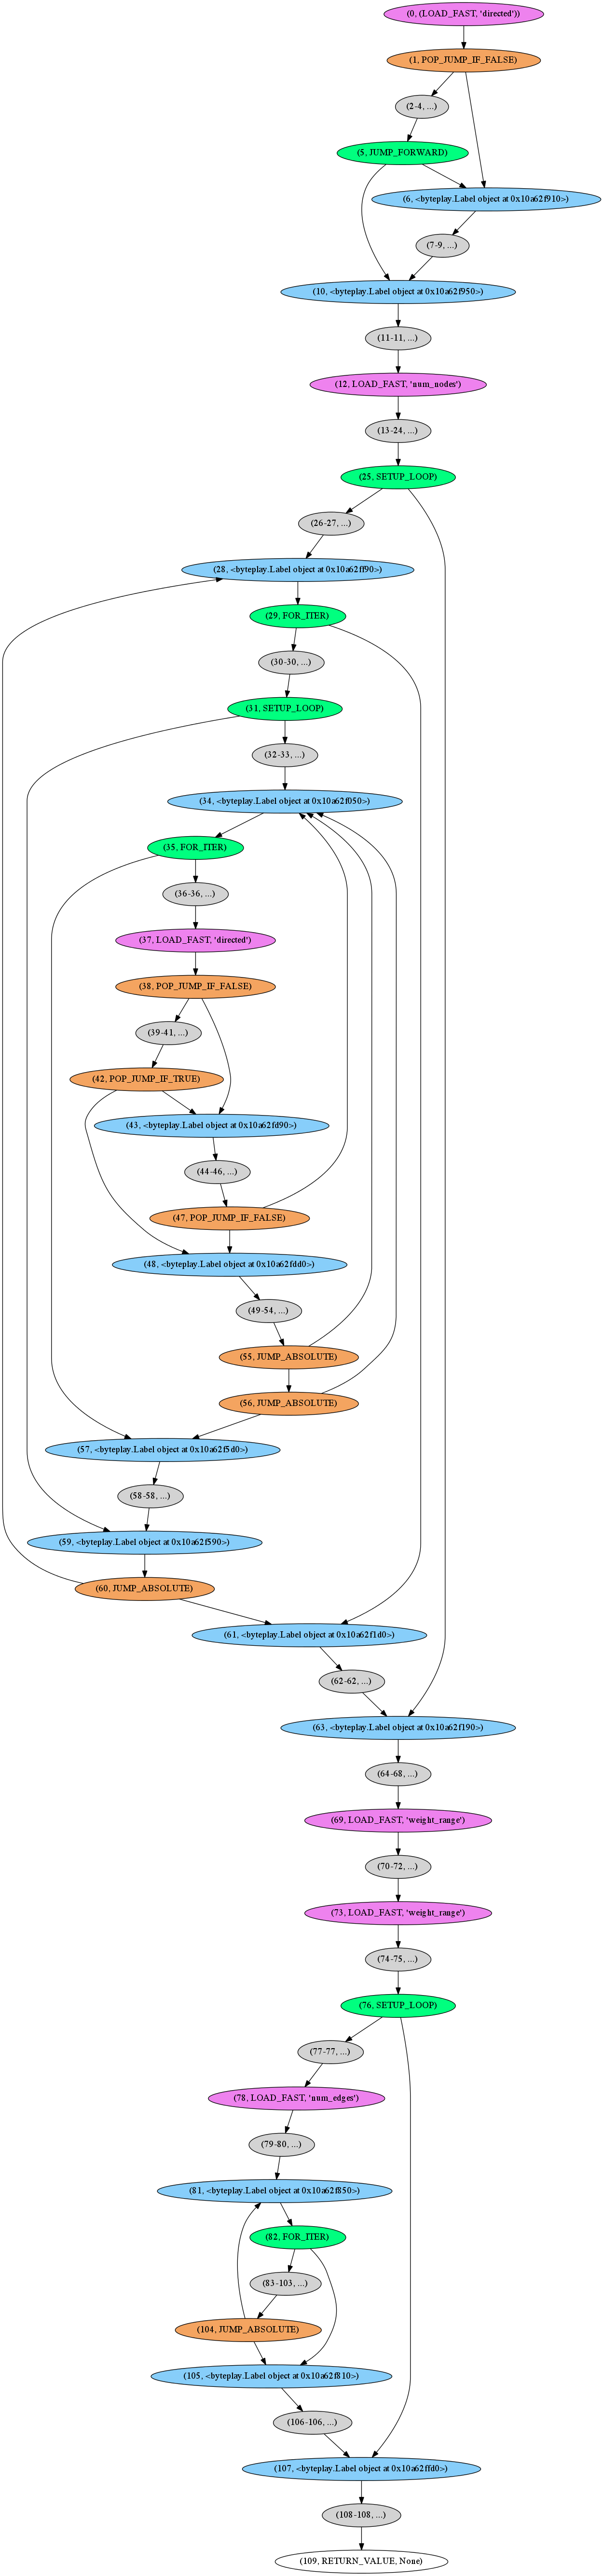 (0, (LOAD_FAST, 'directed'))
(1, POP_JUMP_IF_FALSE)
(2-4, ...)
(5, JUMP_FORWARD)
(6, <byteplay.Label object at 0x10a62f910>)
(7-9, ...)
(10, <byteplay.Label object at 0x10a62f950>)
(11-11, ...)
(12, LOAD_FAST, 'num_nodes')
(13-24, ...)
(25, SETUP_LOOP)
(26-27, ...)
(28, <byteplay.Label object at 0x10a62ff90>)
(29, FOR_ITER)
(30-30, ...)
(31, SETUP_LOOP)
(32-33, ...)
(34, <byteplay.Label object at 0x10a62f050>)
(35, FOR_ITER)
(36-36, ...)
(37, LOAD_FAST, 'directed')
(38, POP_JUMP_IF_FALSE)
(39-41, ...)
(42, POP_JUMP_IF_TRUE)
(43, <byteplay.Label object at 0x10a62fd90>)
(44-46, ...)
(47, POP_JUMP_IF_FALSE)
(48, <byteplay.Label object at 0x10a62fdd0>)
(49-54, ...)
(55, JUMP_ABSOLUTE)
(56, JUMP_ABSOLUTE)
(57, <byteplay.Label object at 0x10a62f5d0>)
(58-58, ...)
(59, <byteplay.Label object at 0x10a62f590>)
(60, JUMP_ABSOLUTE)
(61, <byteplay.Label object at 0x10a62f1d0>)
(62-62, ...)
(63, <byteplay.Label object at 0x10a62f190>)
(64-68, ...)
(69, LOAD_FAST, 'weight_range')
(70-72, ...)
(73, LOAD_FAST, 'weight_range')
(74-75, ...)
(76, SETUP_LOOP)
(77-77, ...)
(78, LOAD_FAST, 'num_edges')
(79-80, ...)
(81, <byteplay.Label object at 0x10a62f850>)
(82, FOR_ITER)
(83-103, ...)
(104, JUMP_ABSOLUTE)
(105, <byteplay.Label object at 0x10a62f810>)
(106-106, ...)
(107, <byteplay.Label object at 0x10a62ffd0>)
(108-108, ...)
(109, RETURN_VALUE, None)